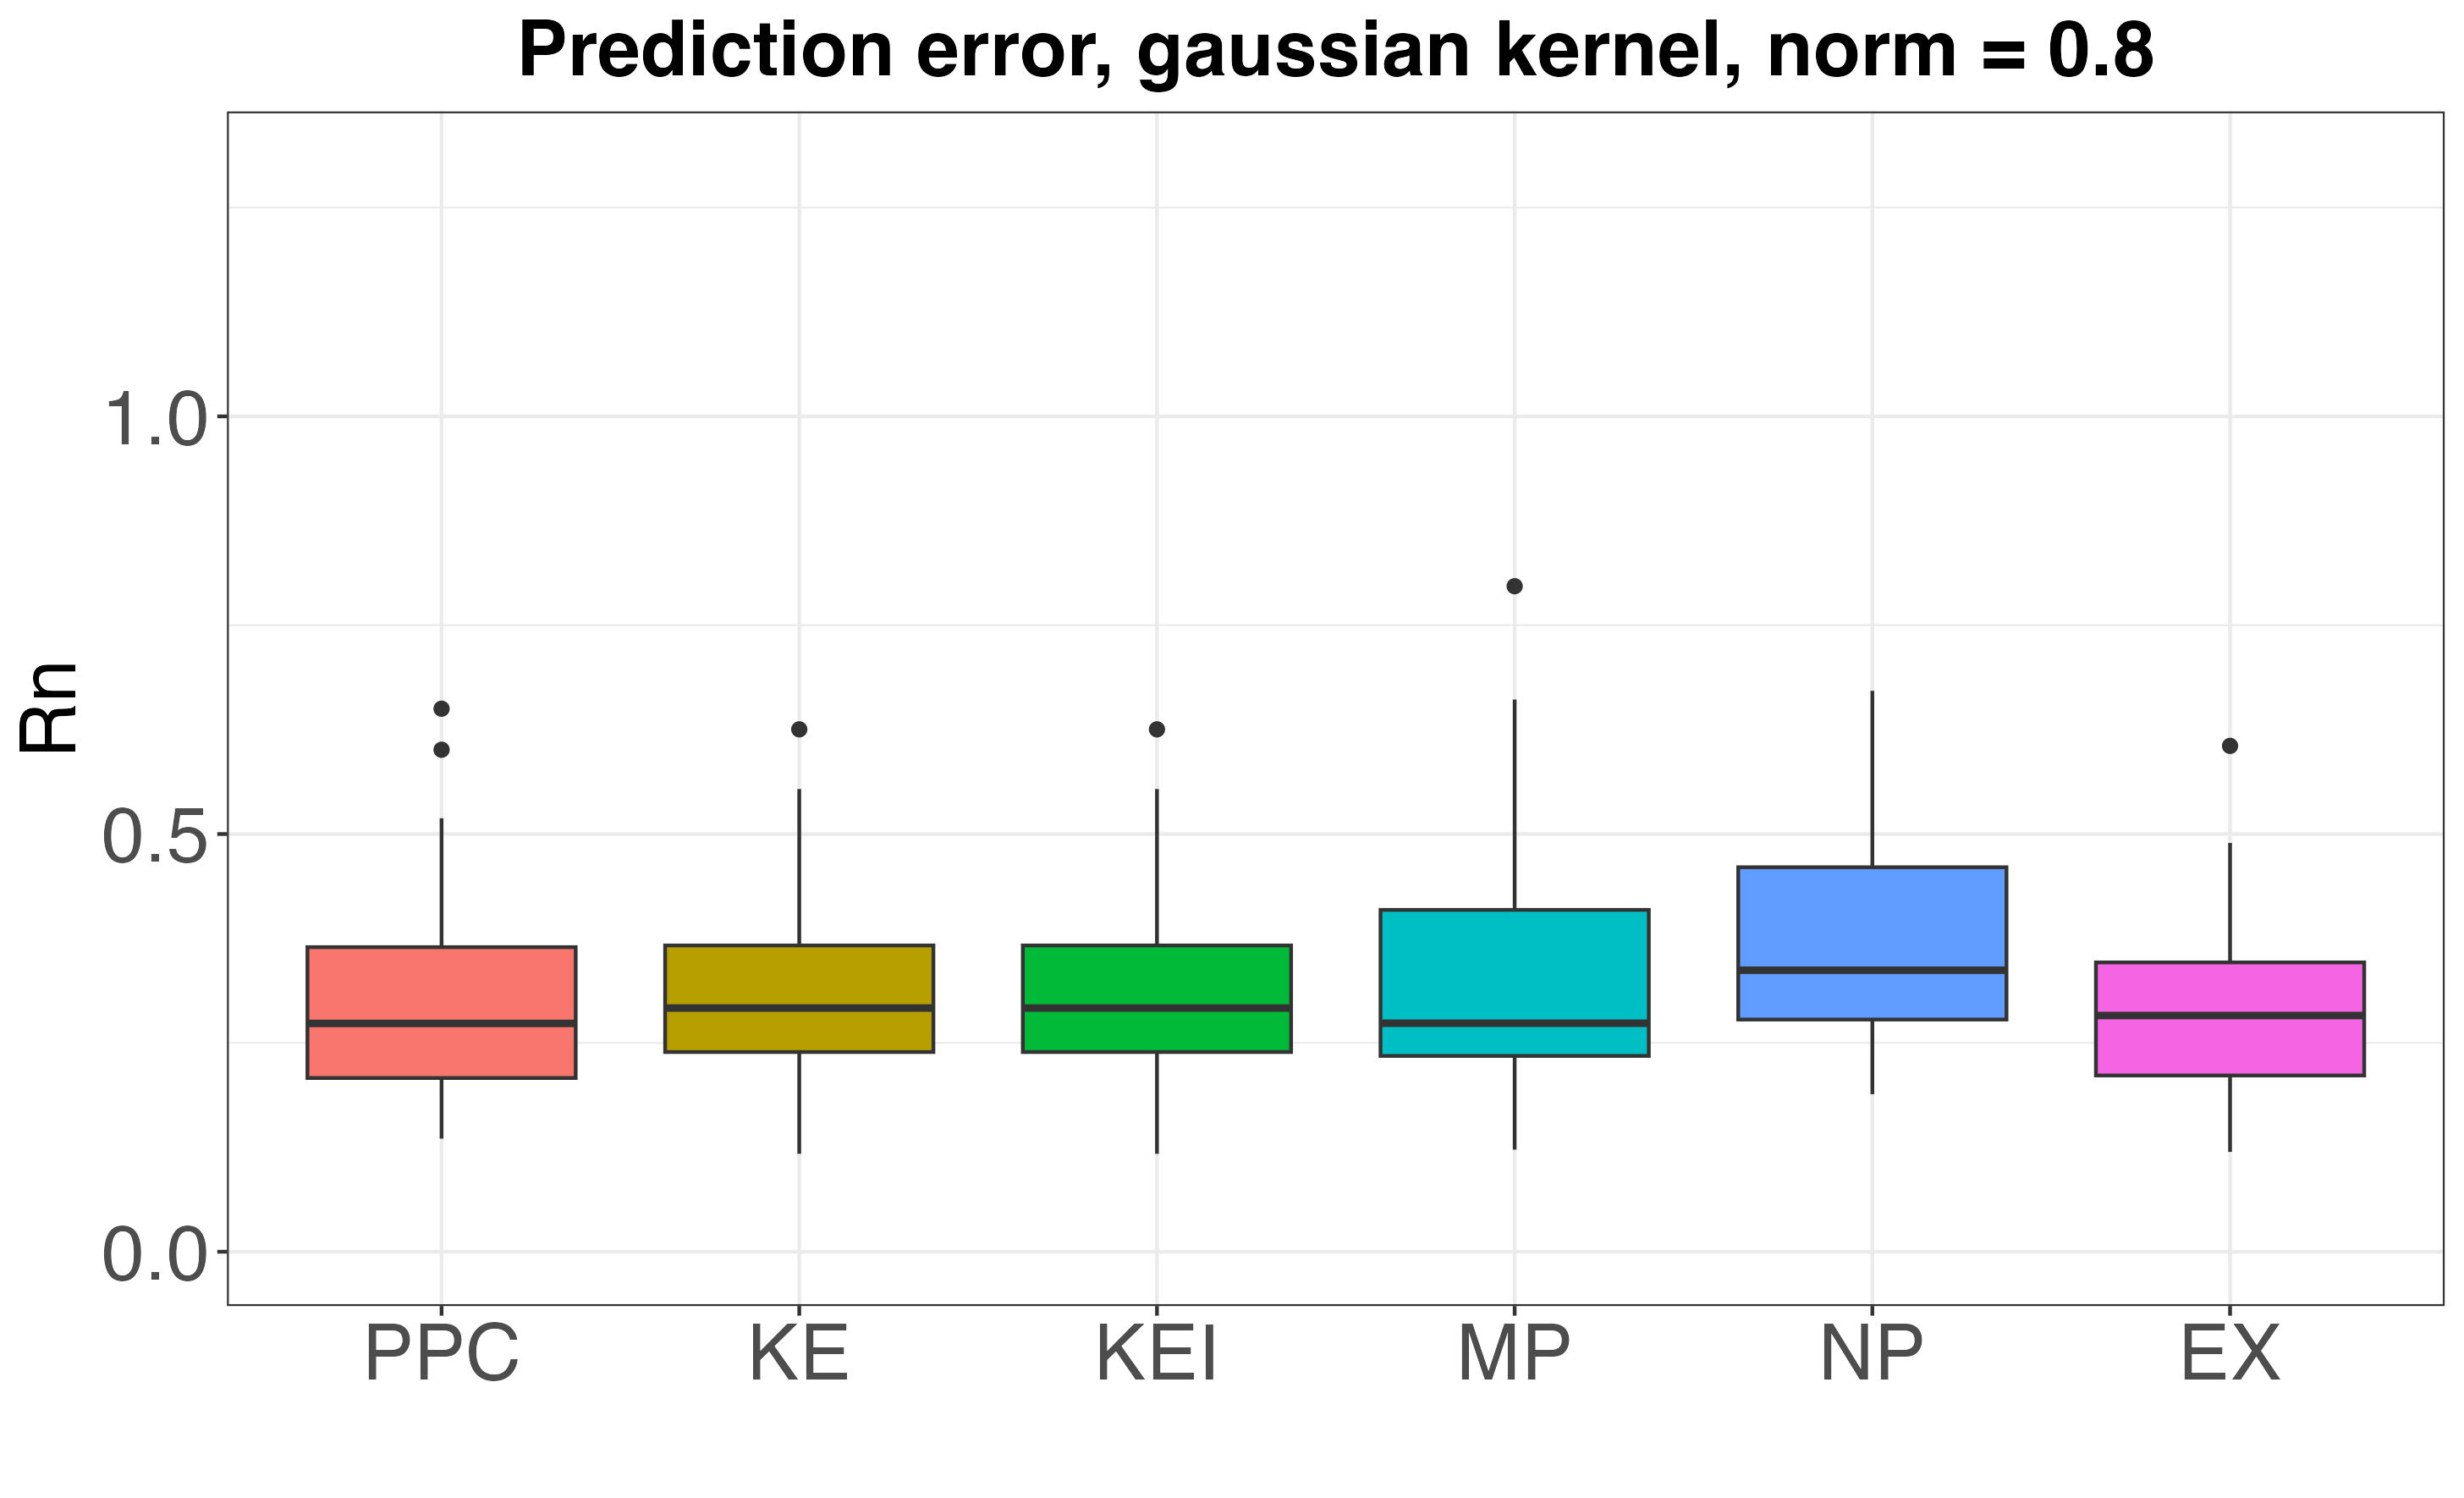 Prediction error, gaussian kernel, norm = 0.8
Rn
1.0
0.5
0.0
PPC KE KEI MP NP EX